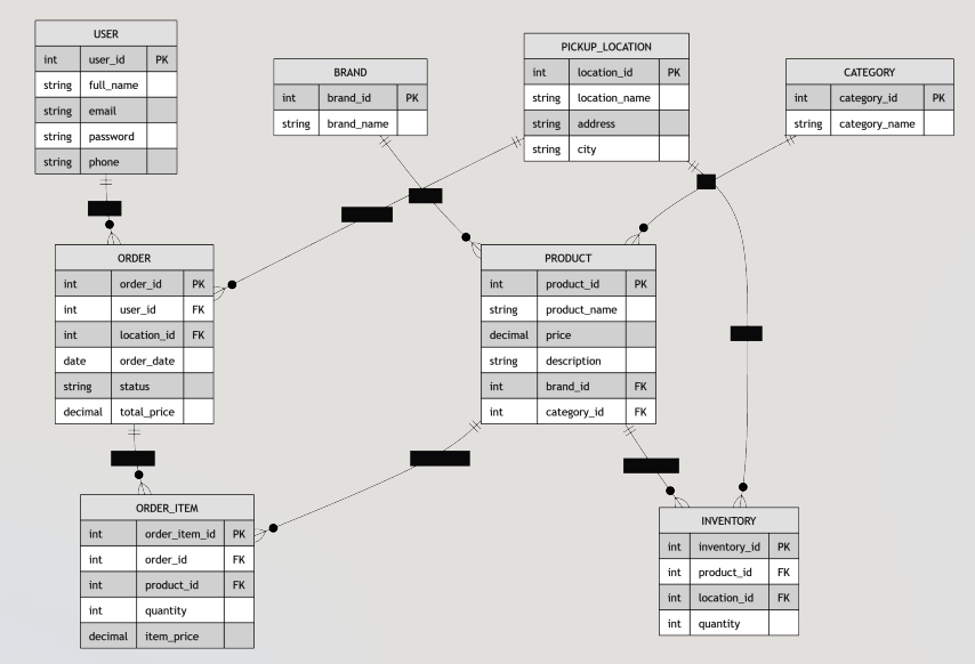 USER
int user_id PK
string full_name
string email
string password
string phone
BRAND
int brand_id PK
string brand_name
PICKUP_LOCATION
int location_id PK
string location_name
string address
string city
CATEGORY
int category_id PK
string category_name
ORDER
int order_id PK
int user_id FK
int location_id FK
date order_date
string status
decimal total_price
PRODUCT
int product_id PK
string product_name
decimal price
string description
int brand_id FK
int category_id FK
ORDER_ITEM
int order_item_id PK
int order_id FK
int product_id FK
int quantity
decimal item_price
INVENTORY
int inventory_id PK
int product_id FK
int location_id FK
int quantity